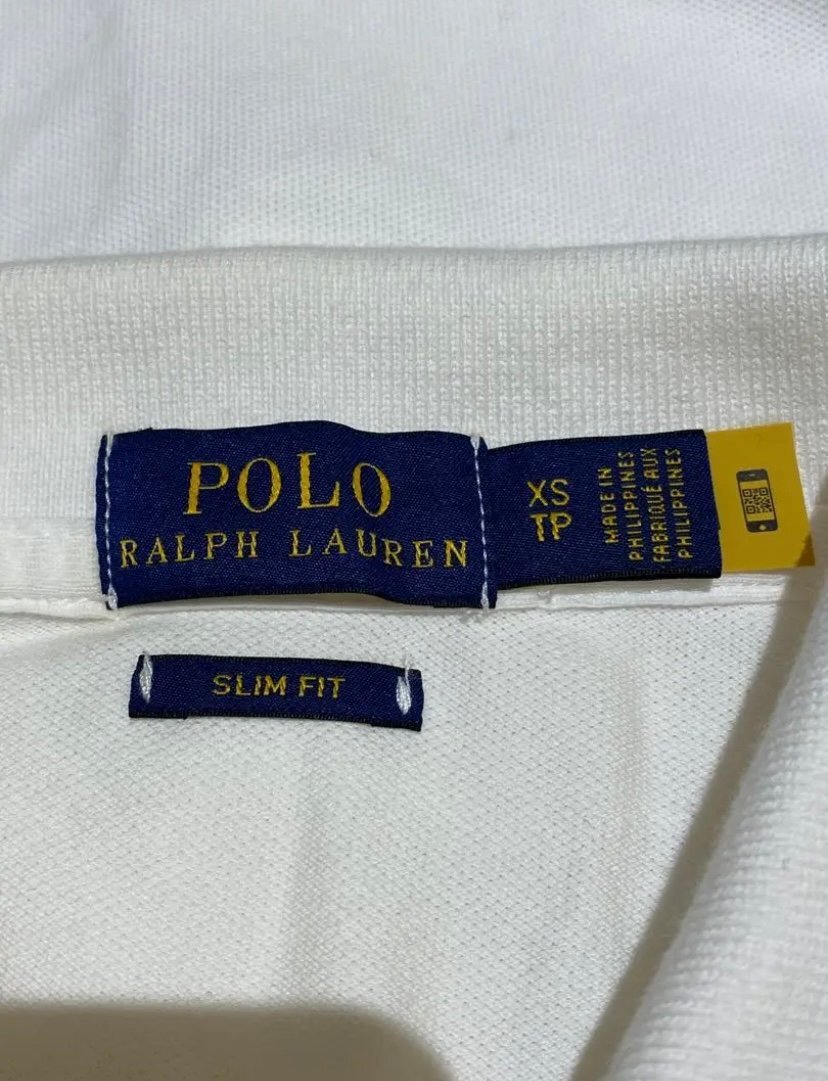 POLO
RALPH LAUREN
XS
TP
MADE IN
PHILIPPINES
FABRIQUÉ AUX
PHILIPPINES
SLIM FIT